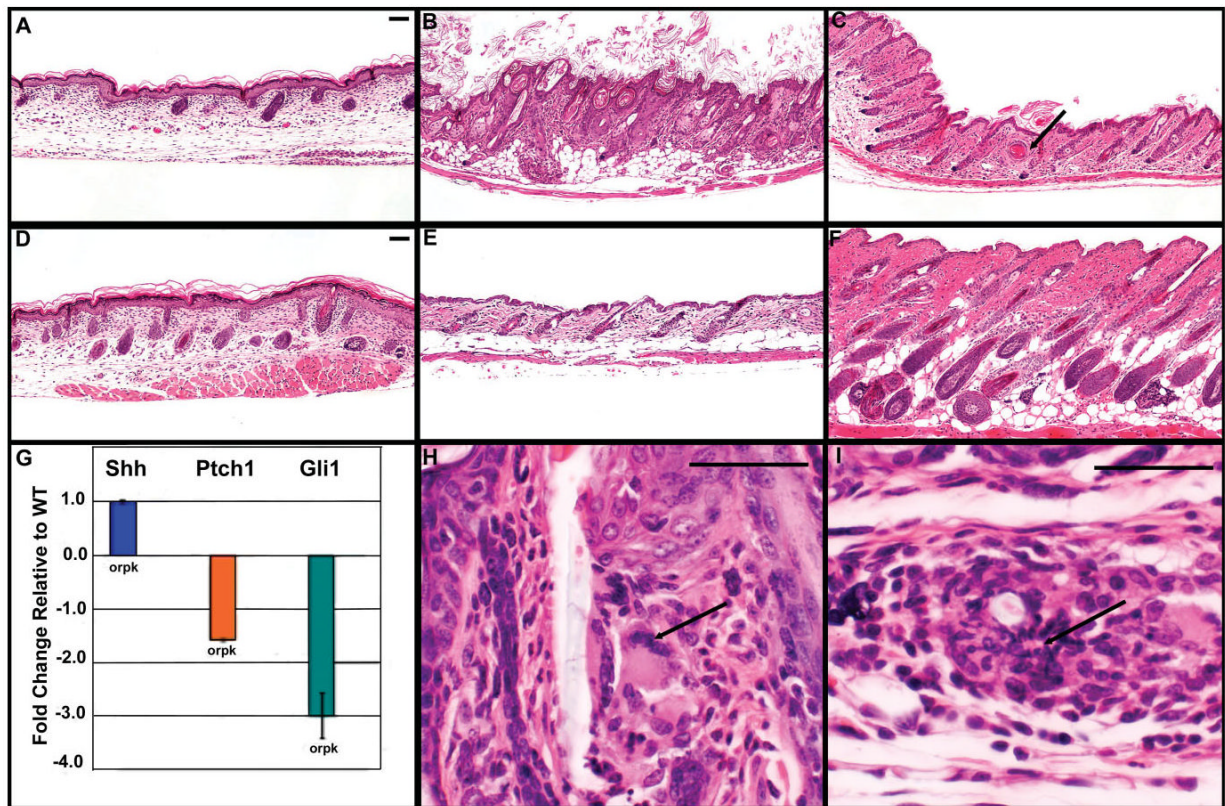 A
B
C
D
E
F
G
Shh Ptch1 Gli1
Fold Change Relative to WT
1.0
0.0
-1.0
-2.0
-3.0
-4.0
orpk
orpk
orpk
H
I